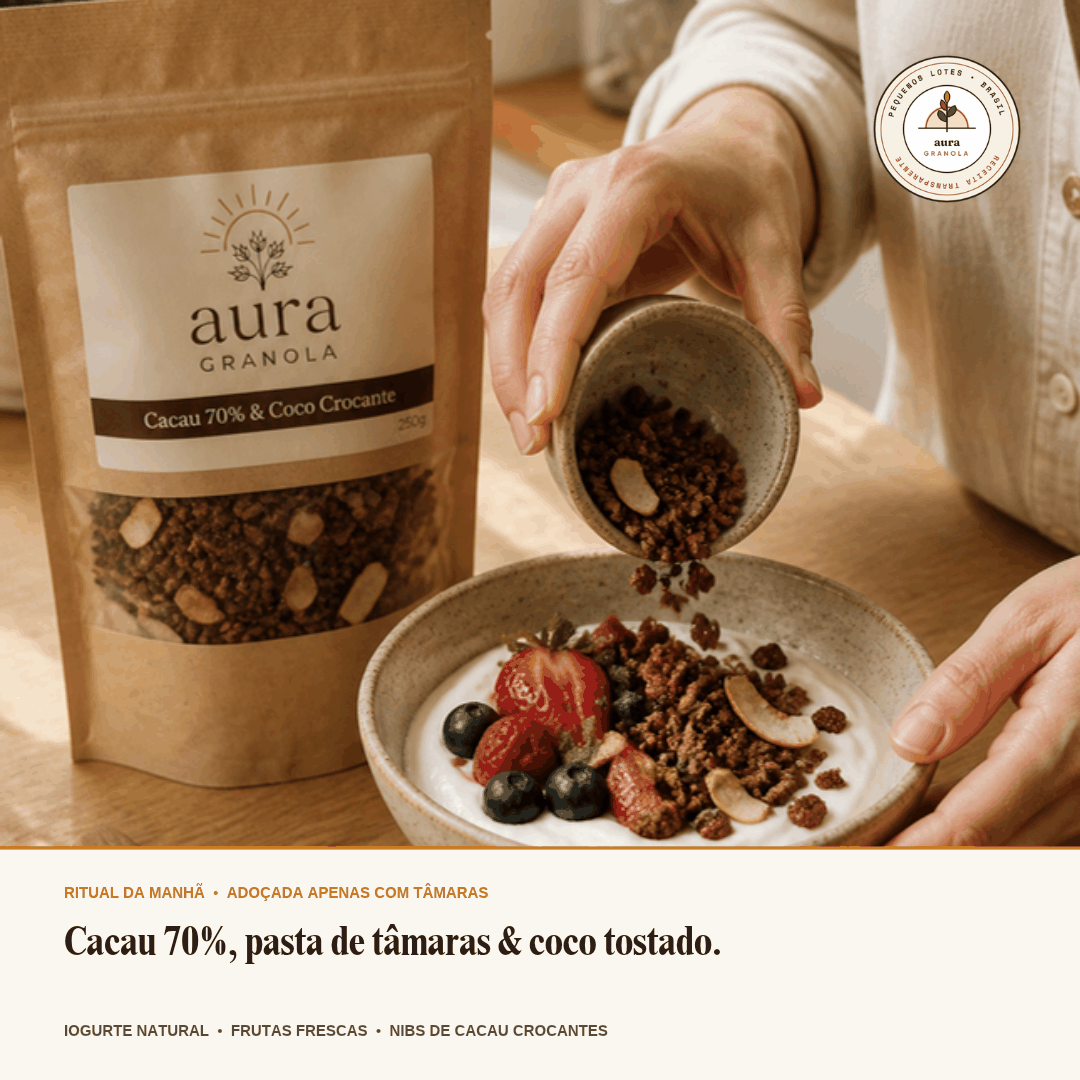 aura
GRANOLA
Cacau 70% & Coco Crocante
250g
PEQUENOS LOTES • BRASIL
aura
GRANOLA
RECEITA TRANSPARENTE
RITUAL DA MANHÃ • ADOÇADA APENAS COM TÂMARAS
Cacau 70%, pasta de tâmaras & coco tostado.
IOGURTE NATURAL • FRUTAS FRESCAS • NIBS DE CACAU CROCANTES